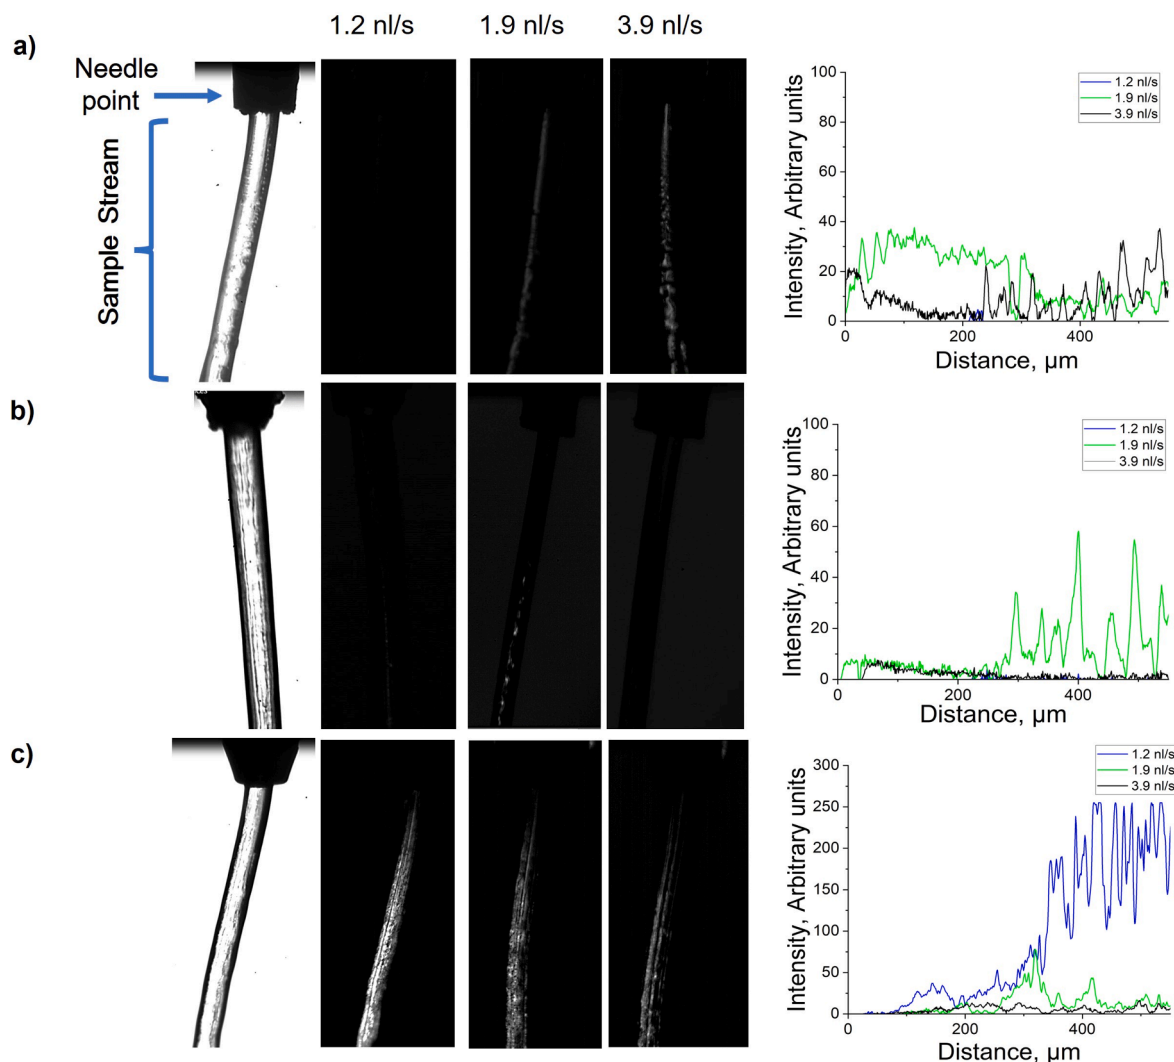 1.2 nl/s 1.9 nl/s 3.9 nl/s
a)
Needle
point
Sample Stream
100
80
60
40
20
0
0 200 400
Intensity, Arbitrary units
Distance, µm
1.2 nl/s
1.9 nl/s
3.9 nl/s
b)
100
80
60
40
20
0
0 200 400
Intensity, Arbitrary units
Distance, µm
1.2 nl/s
1.9 nl/s
3.9 nl/s
c)
300
250
200
150
100
50
0
0 200 400
Intensity, Arbitrary units
Distance, µm
1.2 nl/s
1.9 nl/s
3.9 nl/s